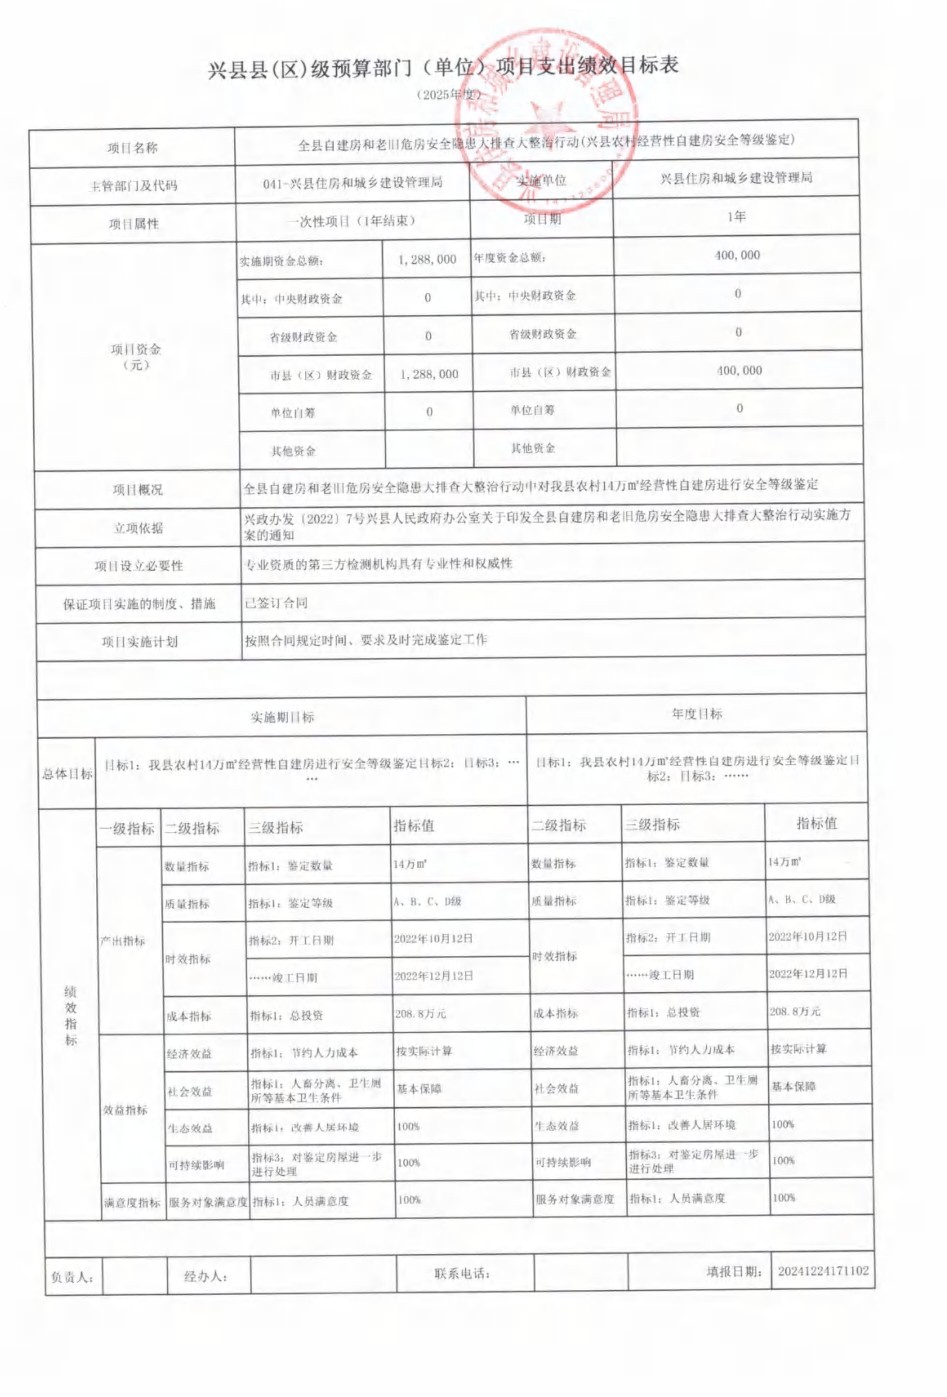 兴县县(区)级预算部门（单位）项目支出绩效目标表
（2025年度）
项目名称 全县自建房和老旧危房安全隐患大排查大整治行动(兴县农村经营性自建房安全等级鉴定)
主管部门及代码 041-兴县住房和城乡建设管理局 实施单位 兴县住房和城乡建设管理局
项目属性 一次性项目（1年结束） 项目期 1年
项目资金
（元）
实施期资金总额： 1,288,000 年度资金总额： 400,000
其中：中央财政资金 0 其中：中央财政资金 0
省级财政资金 0 省级财政资金 0
市县（区）财政资金 1,288,000 市县（区）财政资金 400,000
单位自筹 0 单位自筹 0
其他资金 其他资金
项目概况 全县自建房和老旧危房安全隐患大排查大整治行动中对我县农村14万㎡经营性自建房进行安全等级鉴定
立项依据 兴政办发〔2022〕7号兴县人民政府办公室关于印发全县自建房和老旧危房安全隐患大排查大整治行动实施方
案的通知
项目设立必要性 专业资质的第三方检测机构具有专业性和权威性
保证项目实施的制度、措施 已签订合同
项目实施计划 按照合同规定时间、要求及时完成鉴定工作
实施期目标 年度目标
总体目标
目标1：我县农村14万㎡经营性自建房进行安全等级鉴定目标2：目标3：…
…
目标1：我县农村14万㎡经营性自建房进行安全等级鉴定目
标2：目标3：……
绩效指标
一级指标 二级指标 三级指标 指标值 二级指标 三级指标 指标值
产出指标
数量指标 指标1：鉴定数量 14万㎡ 数量指标 指标1：鉴定数量 14万㎡
质量指标 指标1：鉴定等级 A、B、C、D级 质量指标 指标1：鉴定等级 A、B、C、D级
时效指标 指标2：开工日期 2022年10月12日 时效指标 指标2：开工日期 2022年10月12日
……竣工日期 2022年12月12日 ……竣工日期 2022年12月12日
成本指标 指标1：总投资 208.8万元 成本指标 指标1：总投资 208.8万元
效益指标
经济效益 指标1：节约人力成本 按实际计算 经济效益 指标1：节约人力成本 按实际计算
社会效益 指标1：人畜分离、卫生厕
所等基本卫生条件 基本保障 社会效益 指标1：人畜分离、卫生厕
所等基本卫生条件 基本保障
生态效益 指标1：改善人居环境 100% 生态效益 指标1：改善人居环境 100%
可持续影响 指标3：对鉴定房屋进一步
进行处理 100% 可持续影响 指标3：对鉴定房屋进一步
进行处理 100%
满意度指标 服务对象满意度 指标1：人员满意度 100% 服务对象满意度 指标1：人员满意度 100%
负责人： 经办人： 联系电话： 填报日期： 20241224171102